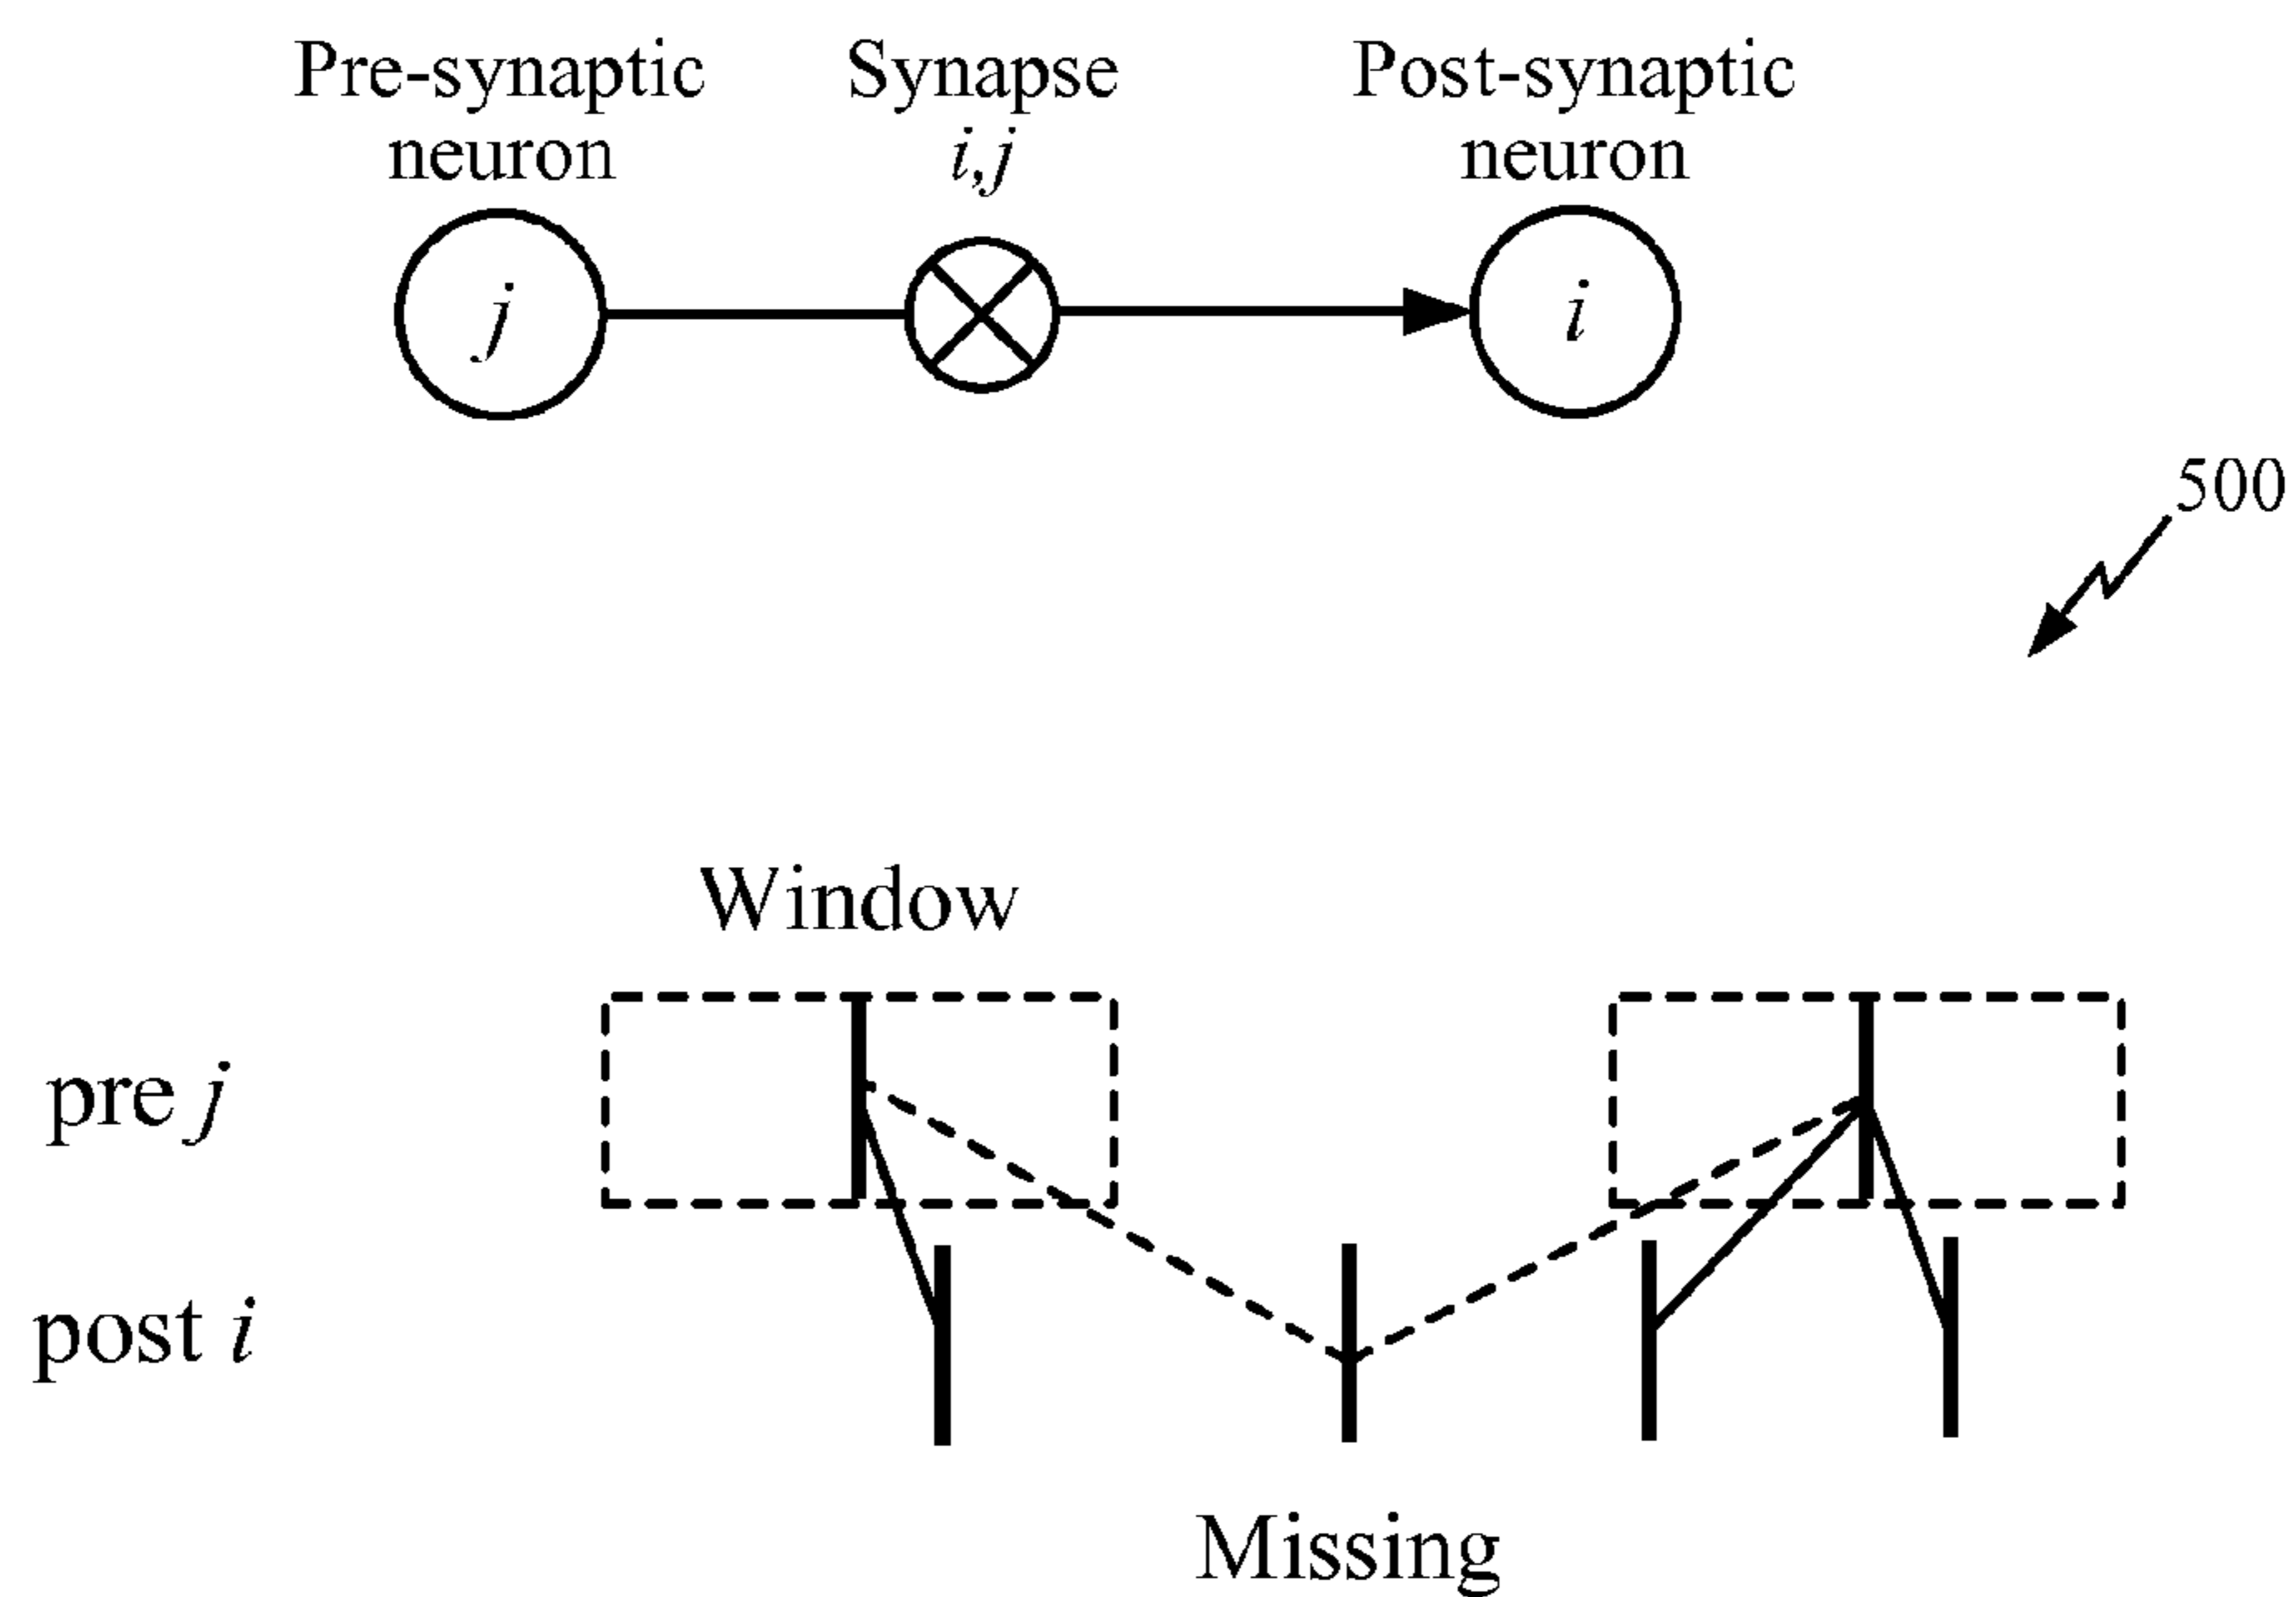 Pre-synaptic
neuron
Synapse
i,j
Post-synaptic
neuron
j
i
500
Window
pre j
post i
Missing